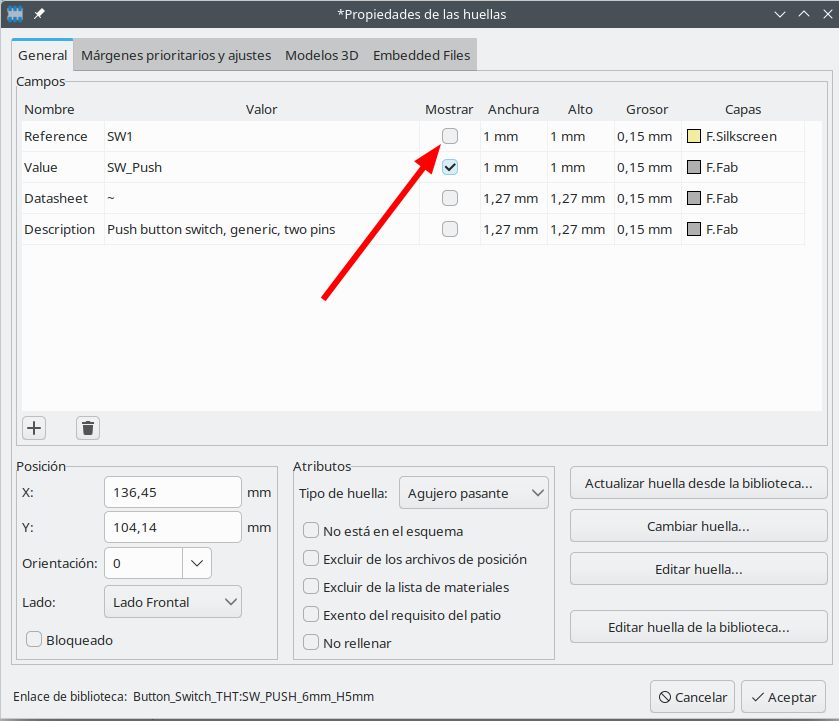 *Propiedades de las huellas
General Márgenes prioritarios y ajustes Modelos 3D Embedded Files
Campos
Nombre Valor Mostrar Anchura Alto Grosor Capas
Reference SW1 1 mm 1 mm 0,15 mm F.Silkscreen
Value SW_Push 1 mm 1 mm 0,15 mm F.Fab
Datasheet ~ 1,27 mm 1,27 mm 0,15 mm F.Fab
Description Push button switch, generic, two pins 1,27 mm 1,27 mm 0,15 mm F.Fab
Posición
X: 136,45 mm
Y: 104,14 mm
Orientación: 0
Lado: Lado Frontal
Bloqueado
Atributos
Tipo de huella: Agujero pasante
No está en el esquema
Excluir de los archivos de posición
Excluir de la lista de materiales
Exento del requisito del patio
No rellenar
Actualizar huella desde la biblioteca...
Cambiar huella...
Editar huella...
Editar huella de la biblioteca...
Enlace de biblioteca: Button_Switch_THT:SW_PUSH_6mm_H5mm
Cancelar Aceptar